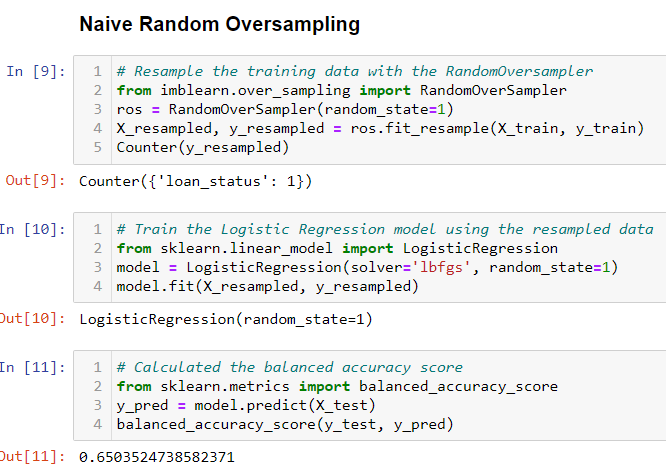 Naive Random Oversampling
In [9]:
1 # Resample the training data with the RandomOversampler
2 from imblearn.over_sampling import RandomOverSampler
3 ros = RandomOverSampler(random_state=1)
4 X_resampled, y_resampled = ros.fit_resample(X_train, y_train)
5 Counter(y_resampled)
Out[9]: Counter({'loan_status': 1})
In [10]:
1 # Train the Logistic Regression model using the resampled data
2 from sklearn.linear_model import LogisticRegression
3 model = LogisticRegression(solver='lbfgs', random_state=1)
4 model.fit(X_resampled, y_resampled)
Out[10]: LogisticRegression(random_state=1)
In [11]:
1 # Calculated the balanced accuracy score
2 from sklearn.metrics import balanced_accuracy_score
3 y_pred = model.predict(X_test)
4 balanced_accuracy_score(y_test, y_pred)
Out[11]: 0.6503524738582371